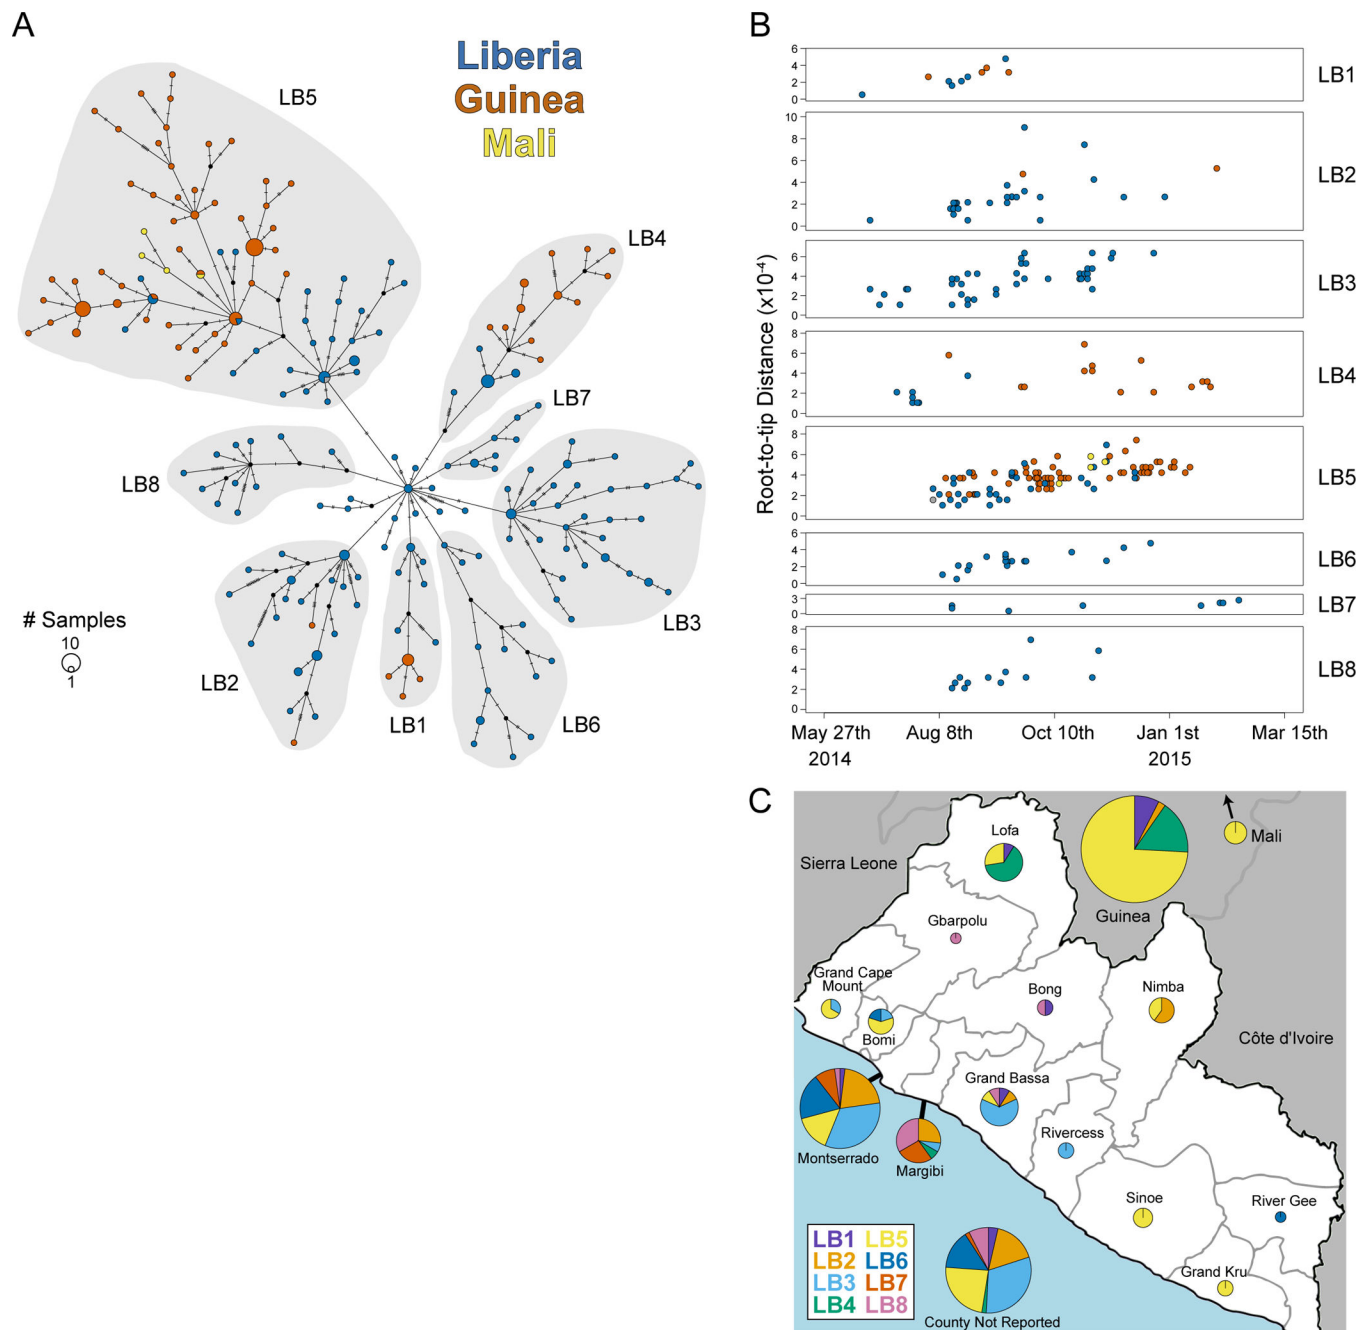 A
Liberia
Guinea
Mali
LB5
LB4
LB7
LB8
LB3
LB2
LB1
LB6
# Samples
10
1
B
Root-to-tip Distance (x10⁻⁴)
6
4
2
0
LB1
10
8
6
4
2
0
LB2
6
4
2
0
LB3
8
6
4
2
0
LB4
8
6
4
2
0
LB5
6
4
2
0
LB6
3
0
LB7
8
6
4
2
0
LB8
May 27th Aug 8th Oct 10th Jan 1st Mar 15th
2014 2015
C
Sierra Leone
Lofa
Guinea
Mali
Gbarpolu
Grand Cape
Mount
Bomi
Bong
Nimba
Côte d'Ivoire
Montserrado
Margibi
Grand Bassa
Rivercess
Sinoe
River Gee
Grand Kru
LB1 LB5
LB2 LB6
LB3 LB7
LB4 LB8
County Not Reported